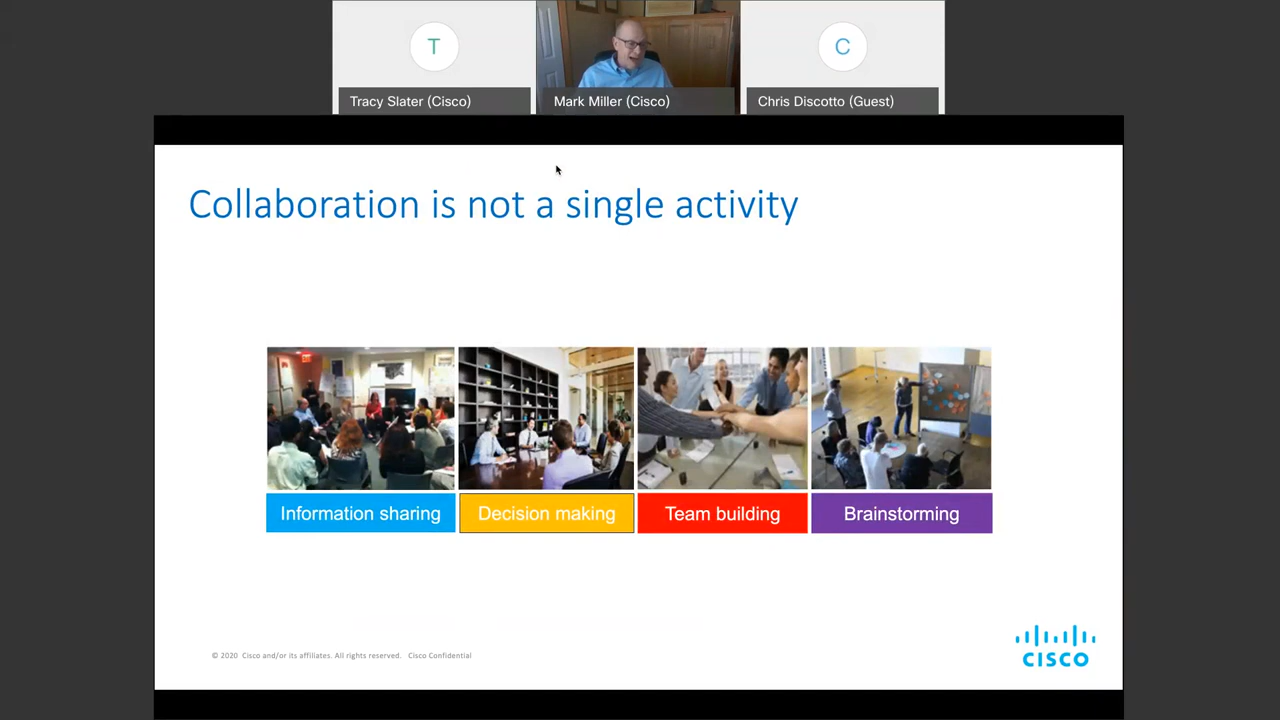 T
C
Tracy Slater (Cisco)
Mark Miller (Cisco)
Chris Discotto (Guest)
Collaboration is not a single activity
Information sharing
Decision making
Team building
Brainstorming
© 2020 Cisco and/or its affiliates. All rights reserved. Cisco Confidential
CISCO